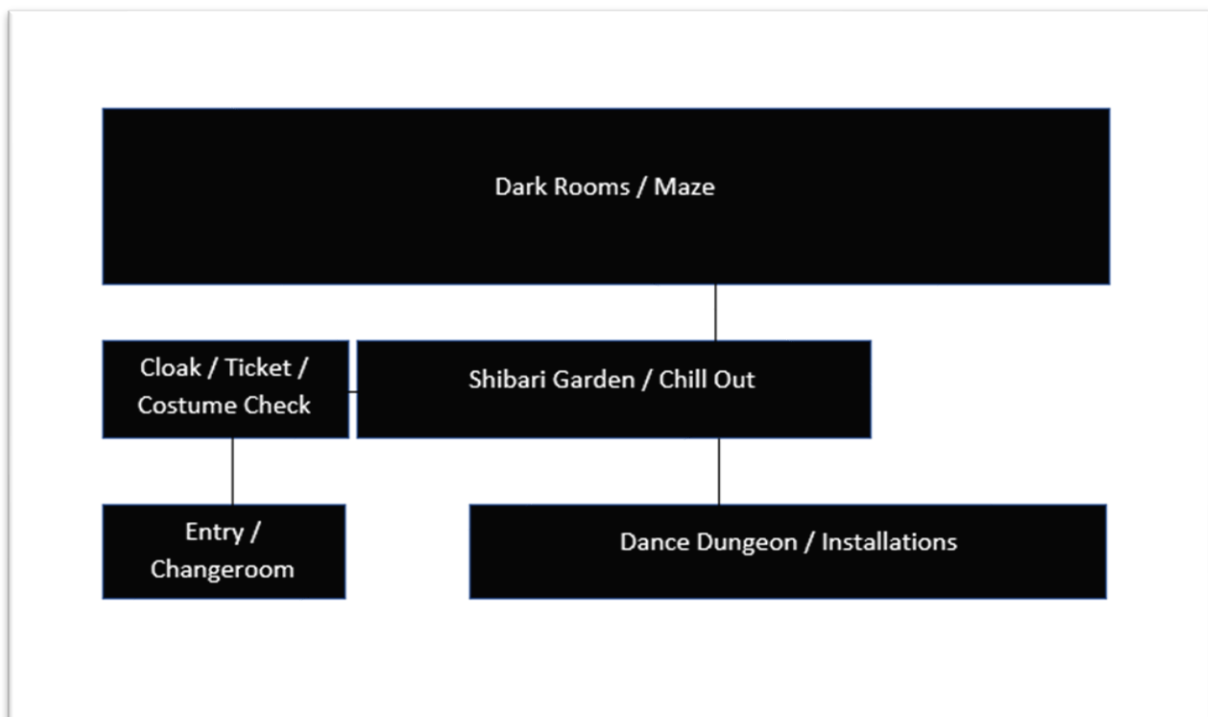 Dark Rooms / Maze
Cloak / Ticket /
Costume Check
Shibari Garden / Chill Out
Entry /
Changeroom
Dance Dungeon / Installations